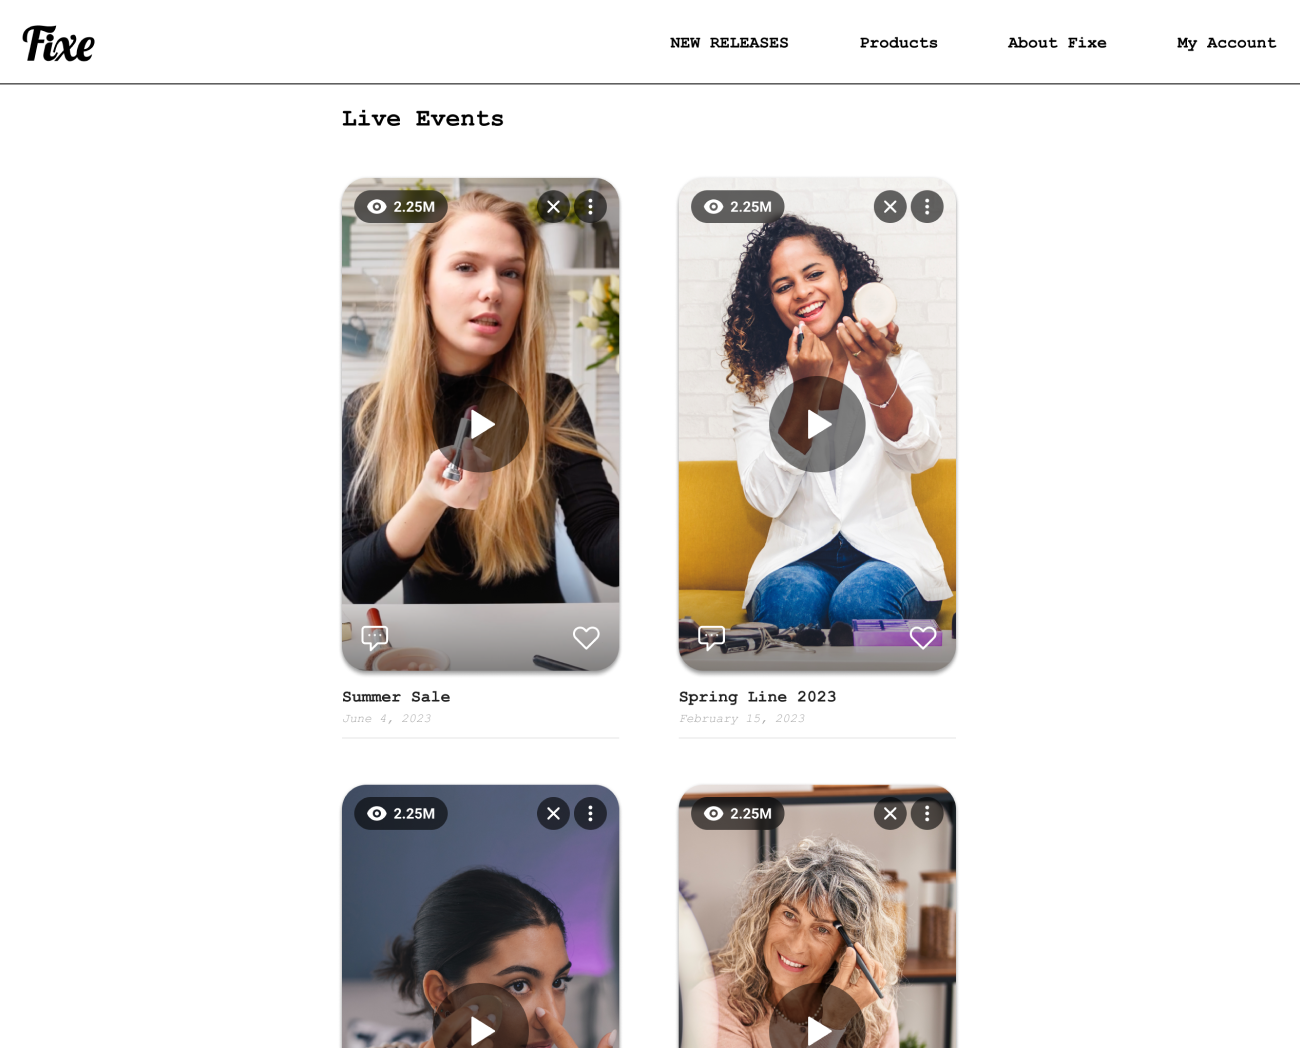 Fixe
NEW RELEASES
Products
About Fixe
My Account
Live Events
2.25M
2.25M
Summer Sale
June 4, 2023
Spring Line 2023
February 15, 2023
2.25M
2.25M